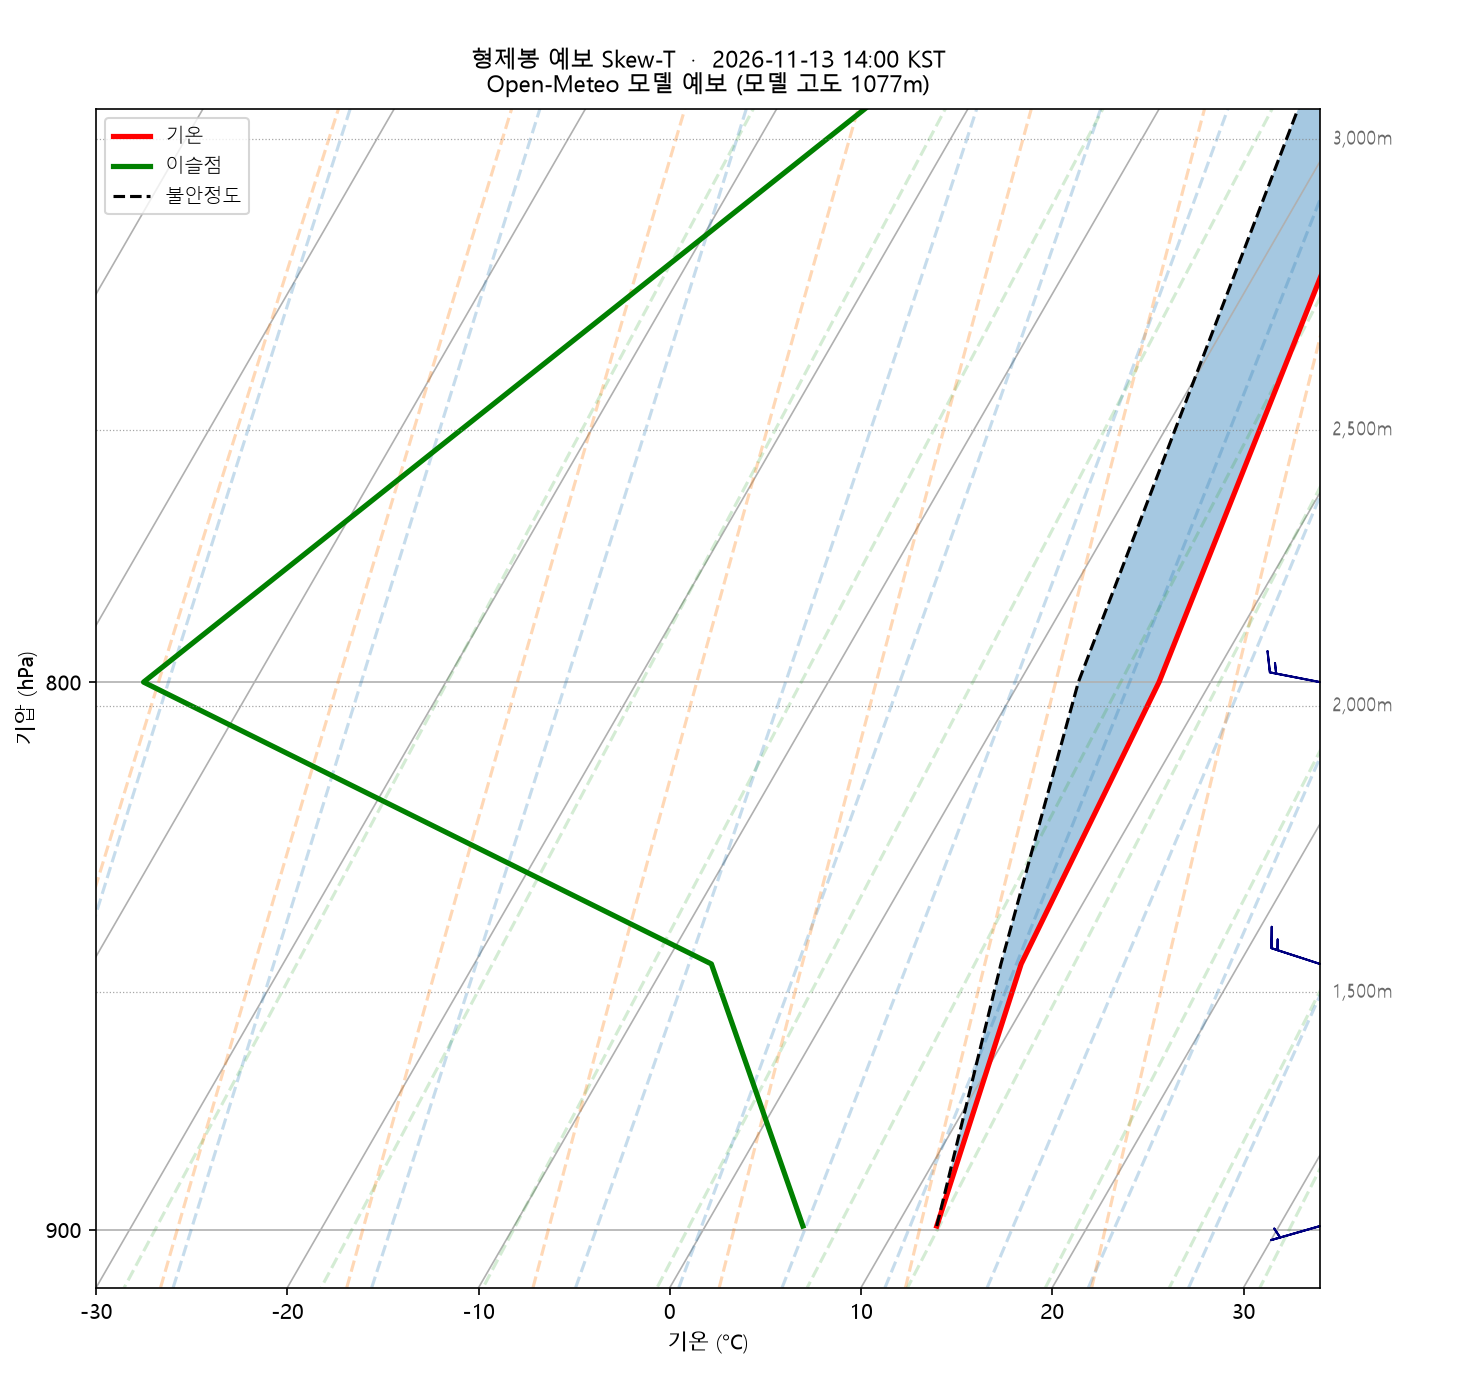 형제봉 예보 Skew-T · 2026-11-13 14:00 KST
Open-Meteo 모델 예보 (모델 고도 1077m)
기온
이슬점
불안정도
3,000m
2,500m
2,000m
1,500m
기압 (hPa)
800
900
-30 -20 -10 0 10 20 30
기온 (°C)